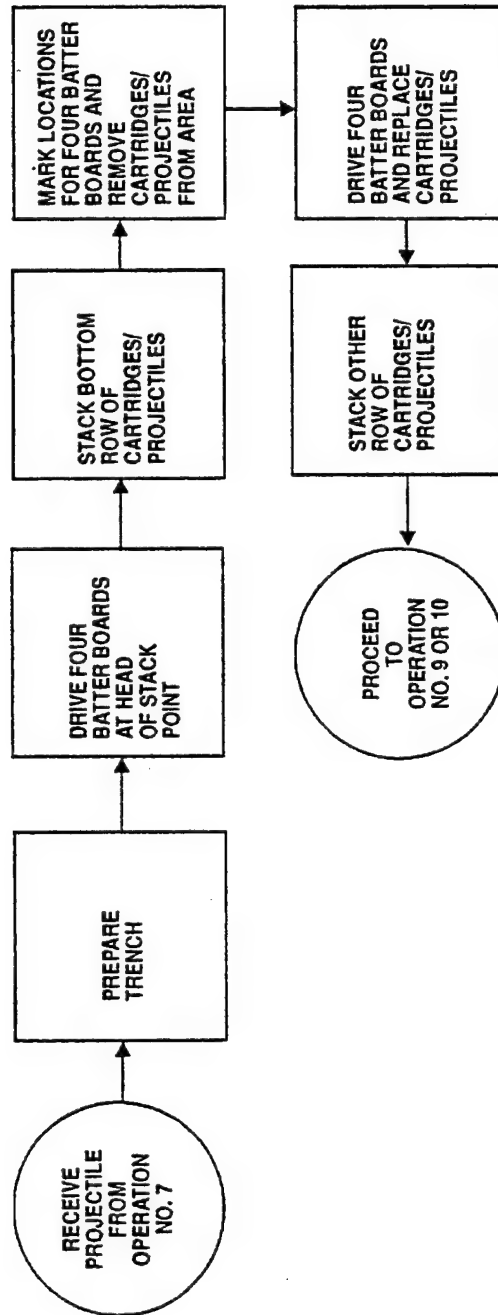 RECEIVE
PROJECTILE
FROM
OPERATION
NO. 7
PREPARE
TRENCH
DRIVE FOUR
BATTER BOARDS
AT HEAD
OF STACK
POINT
STACK BOTTOM
ROW OF
CARTRIDGES/
PROJECTILES
MARK LOCATIONS
FOR FOUR BATTER
BOARDS AND
REMOVE
CARTRIDGES/
PROJECTILES
FROM AREA
DRIVE FOUR
BATTER BOARDS
AND REPLACE
CARTRIDGES/
PROJECTILES
STACK OTHER
ROW OF
CARTRIDGES/
PROJECTILES
PROCEED
TO
OPERATION
NO. 9 OR 10